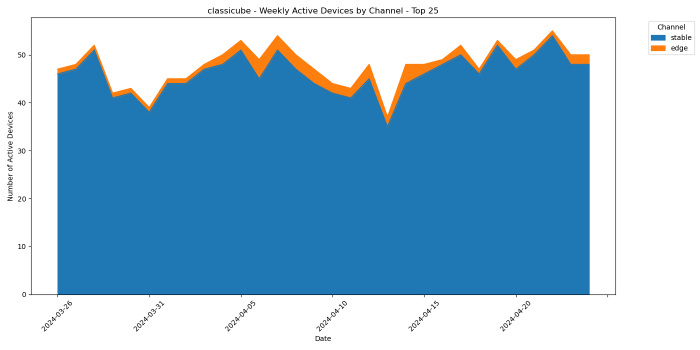 classicube - Weekly Active Devices by Channel - Top 25
Channel
stable
edge
Number of Active Devices
50
40
30
20
10
0
2024-03-26
2024-03-31
2024-04-05
2024-04-10
2024-04-15
2024-04-20
Date